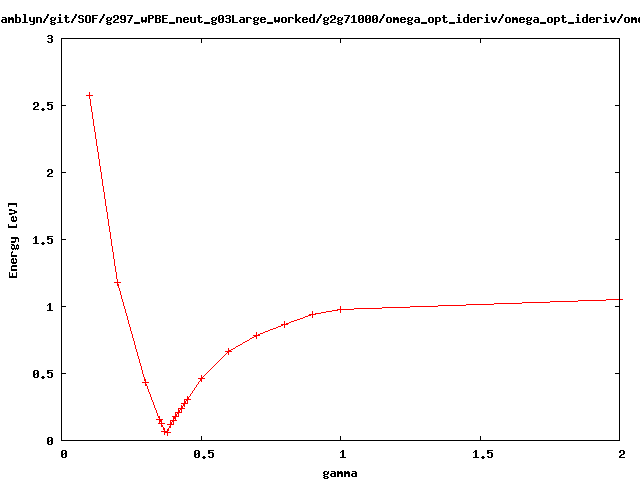 amblyn/git/SOF/g297_wPBE_neut_g03Large_worked/g2g71000/omega_opt_ideriv/omega_opt_ideriv/ome
3
2.5
2
1.5
1
0.5
0
Energy [eV]
0 0.5 1 1.5 2
gamma